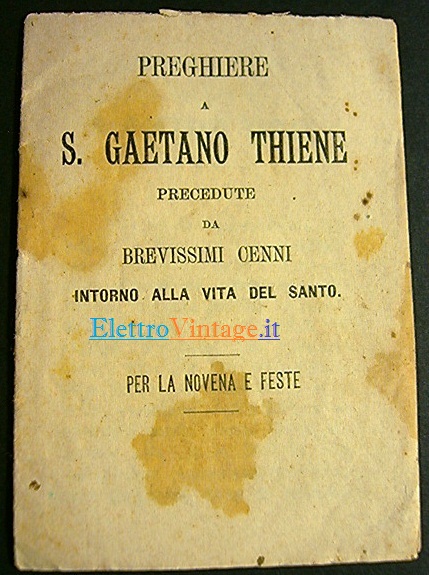 PREGHIERE
A
S. GAETANO THIENE
PRECEDUTE
DA
BREVISSIMI CENNI
INTORNO ALLA VITA DEL SANTO.
ElettroVintage.it
PER LA NOVENA E FESTE